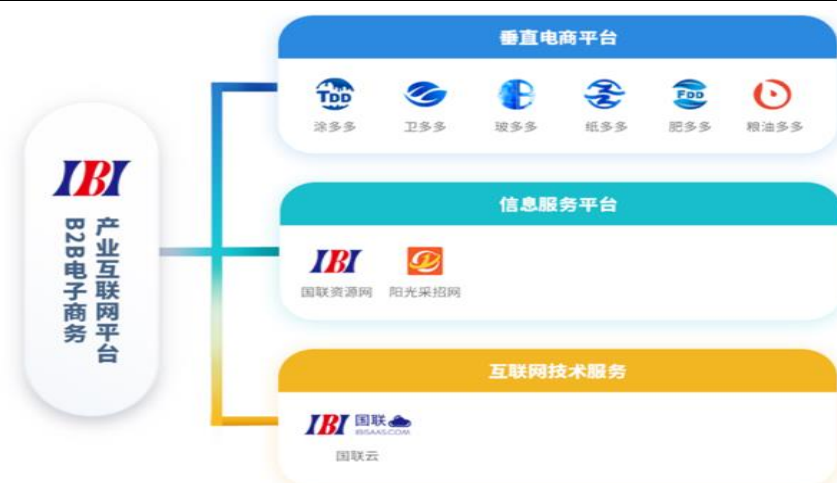 垂直电商平台
TDD
FDD
涂多多 卫多多 玻多多 纸多多 肥多多 粮油多多
IBI
产业互联网平台
B2B电子商务
信息服务平台
IBI
国联资源网 阳光采招网
互联网技术服务
IBI 国联
IBISAAS.COM
国联云